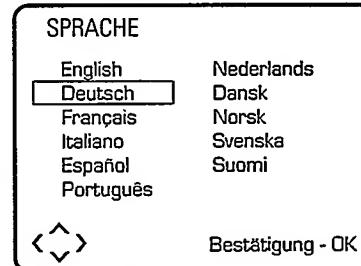 SPRACHE
English
Deutsch
Français
Italiano
Español
Português
Nederlands
Dansk
Norsk
Svenska
Suomi
Bestätigung - OK